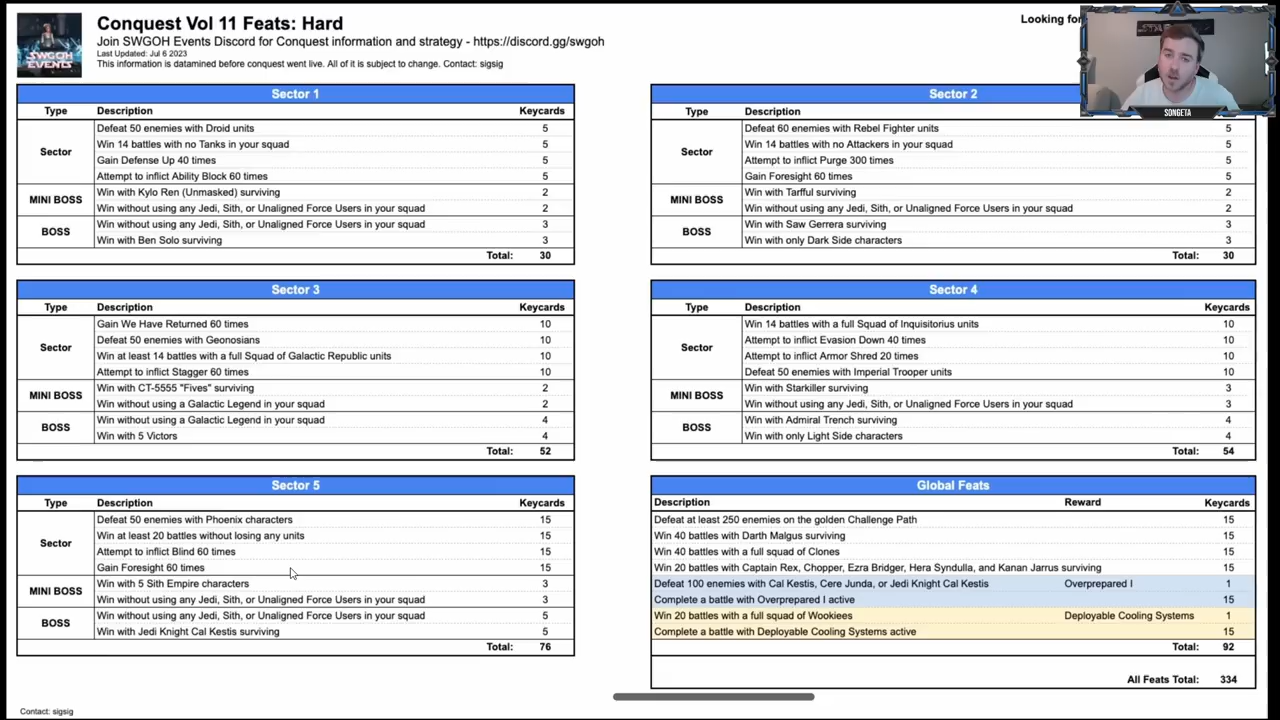 SWGOH
EVENTS
Conquest Vol 11 Feats: Hard
Join SWGOH Events Discord for Conquest information and strategy - https://discord.gg/swgoh
Last Updated: Jul 6 2023
This information is datamined before conquest went live. All of it is subject to change. Contact: sigsig
Looking for
SONGETA
Sector 1
Type Description Keycards
Sector
Defeat 50 enemies with Droid units 5
Win 14 battles with no Tanks in your squad 5
Gain Defense Up 40 times 5
Attempt to inflict Ability Block 60 times 5
MINI BOSS
Win with Kylo Ren (Unmasked) surviving 2
Win without using any Jedi, Sith, or Unaligned Force Users in your squad 2
BOSS
Win without using any Jedi, Sith, or Unaligned Force Users in your squad 3
Win with Ben Solo surviving 3
Total: 30
Sector 2
Type Description
Sector
Defeat 60 enemies with Rebel Fighter units 5
Win 14 battles with no Attackers in your squad 5
Attempt to inflict Purge 300 times 5
Gain Foresight 60 times 5
MINI BOSS
Win with Tarfful surviving 2
Win without using any Jedi, Sith, or Unaligned Force Users in your squad 2
BOSS
Win with Saw Gerrera surviving 3
Win with only Dark Side characters 3
Total: 30
Sector 3
Type Description Keycards
Sector
Gain We Have Returned 60 times 10
Defeat 50 enemies with Geonosians 10
Win at least 14 battles with a full Squad of Galactic Republic units 10
Attempt to inflict Stagger 60 times 10
MINI BOSS
Win with CT-5555 "Fives" surviving 2
Win without using a Galactic Legend in your squad 2
BOSS
Win without using a Galactic Legend in your squad 4
Win with 5 Victors 4
Total: 52
Sector 4
Type Description Keycards
Sector
Win 14 battles with a full Squad of Inquisitorius units 10
Attempt to inflict Evasion Down 40 times 10
Attempt to inflict Armor Shred 20 times 10
Defeat 50 enemies with Imperial Trooper units 10
MINI BOSS
Win with Starkiller surviving 3
Win without using any Jedi, Sith, or Unaligned Force Users in your squad 3
BOSS
Win with Admiral Trench surviving 4
Win with only Light Side characters 4
Total: 54
Sector 5
Type Description Keycards
Sector
Defeat 50 enemies with Phoenix characters 15
Win at least 20 battles without losing any units 15
Attempt to inflict Blind 60 times 15
Gain Foresight 60 times 15
MINI BOSS
Win with 5 Sith Empire characters 3
Win without using any Jedi, Sith, or Unaligned Force Users in your squad 3
BOSS
Win without using any Jedi, Sith, or Unaligned Force Users in your squad 5
Win with Jedi Knight Cal Kestis surviving 5
Total: 76
Global Feats
Description Reward Keycards
Defeat at least 250 enemies on the golden Challenge Path 15
Win 40 battles with Darth Malgus surviving 15
Win 40 battles with a full squad of Clones 15
Win 20 battles with Captain Rex, Chopper, Ezra Bridger, Hera Syndulla, and Kanan Jarrus surviving 15
Defeat 100 enemies with Cal Kestis, Cere Junda, or Jedi Knight Cal Kestis Overprepared I 1
Complete a battle with Overprepared I active 15
Win 20 battles with a full squad of Wookiees Deployable Cooling Systems 1
Complete a battle with Deployable Cooling Systems active 15
Total: 92
All Feats Total: 334
Contact: sigsig